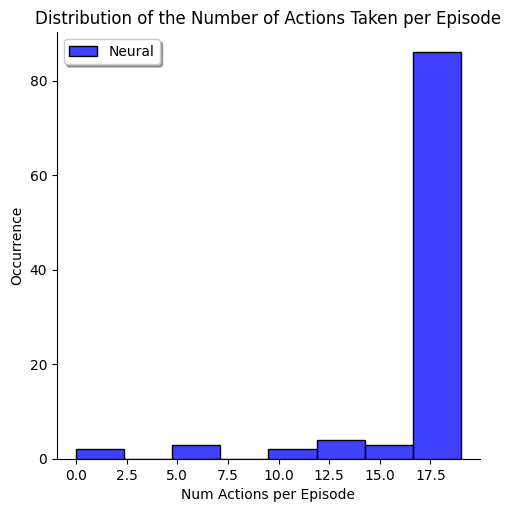 Distribution of the Number of Actions Taken per Episode
Neural
80
60
40
20
0
Occurrence
0.0 2.5 5.0 7.5 10.0 12.5 15.0 17.5
Num Actions per Episode